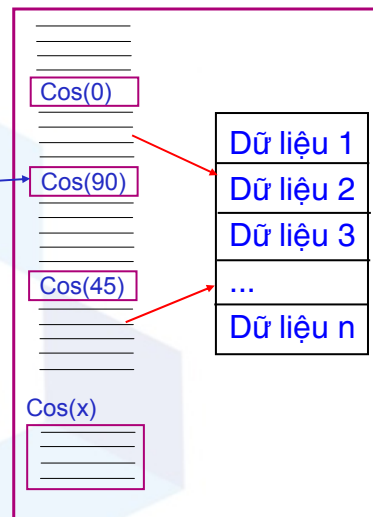 Cos(0)
Cos(90)
Cos(45)
Cos(x)
Dữ liệu 1
Dữ liệu 2
Dữ liệu 3
...
Dữ liệu n